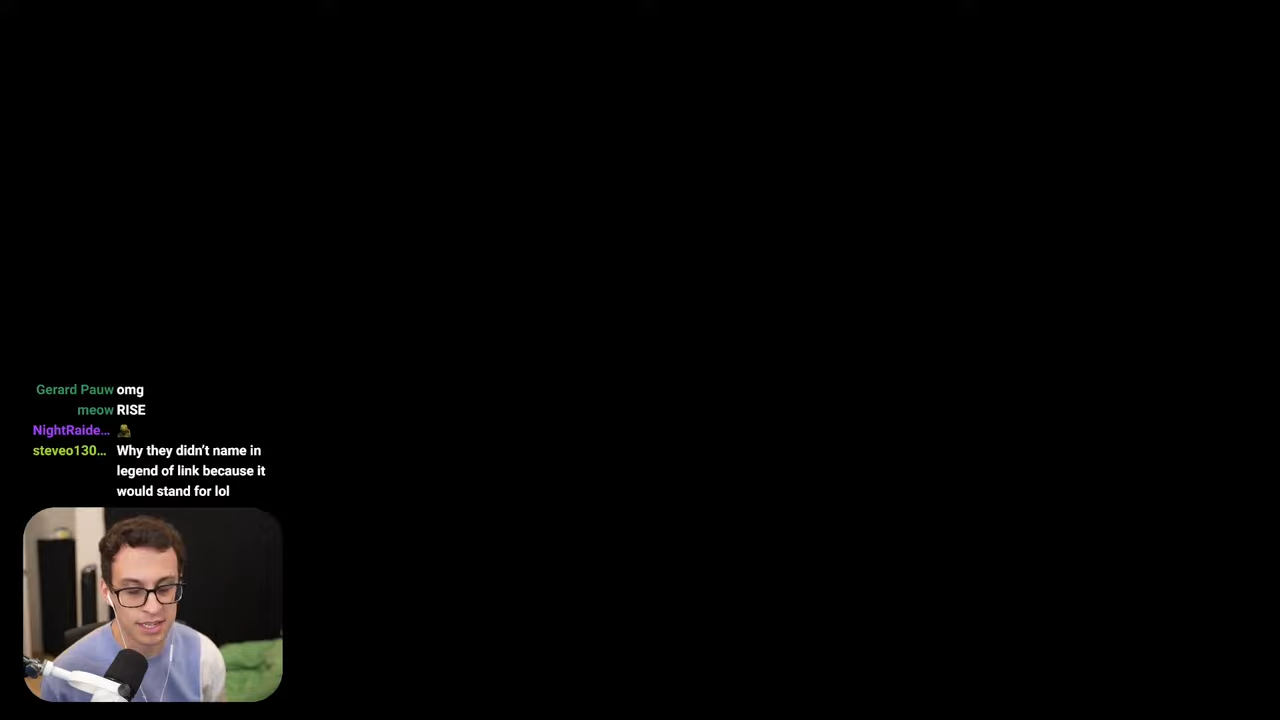 Gerard Pauw omg
meow RISE
NightRaide…
steveo130… Why they didn’t name in
legend of link because it
would stand for lol